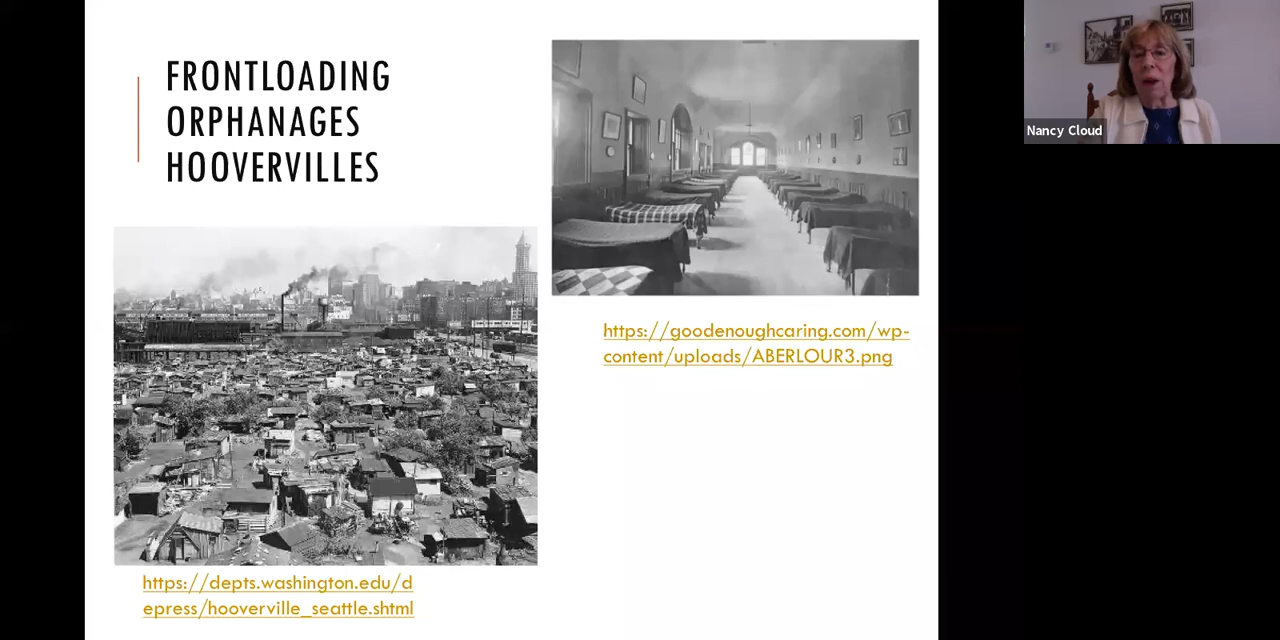 FRONTLOADING
ORPHANAGES
HOOVERVILLES
Nancy Cloud
https://goodenoughcaring.com/wp-
content/uploads/ABERLOUR3.png
https://depts.washington.edu/d
epress/hooverville_seattle.shtml